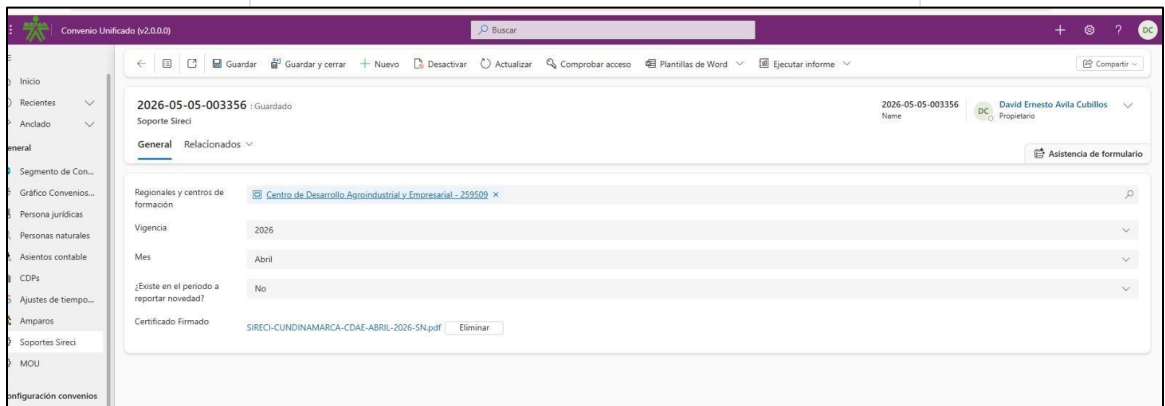 Convenio Unificado (v2.0.0.0)
Buscar
DC
Guardar
Guardar y cerrar
Nuevo
Desactivar
Actualizar
Comprobar acceso
Plantillas de Word
Ejecutar informe
Compartir
Inicio
Recientes
Anclado
eneral
Segmento de Con...
Gráfico Convenios...
Persona jurídicas
Personas naturales
Asientos contable
CDPs
Ajustes de tiempo...
Amparos
Soportes Sireci
MOU
onfiguración convenios
2026-05-05-003356 : Guardado
Soporte Sireci
2026-05-05-003356
Name
DC
David Ernesto Avila Cubillos
Propietario
General
Relacionados
Asistencia de formulario
Regionales y centros de
formación
Centro de Desarrollo Agroindustrial y Empresarial - 259509
Vigencia
2026
Mes
Abril
¿Existe en el periodo a
reportar novedad?
No
Certificado Firmado
SIRECI-CUNDINAMARCA-CDAE-ABRIL-2026-SN.pdf
Eliminar